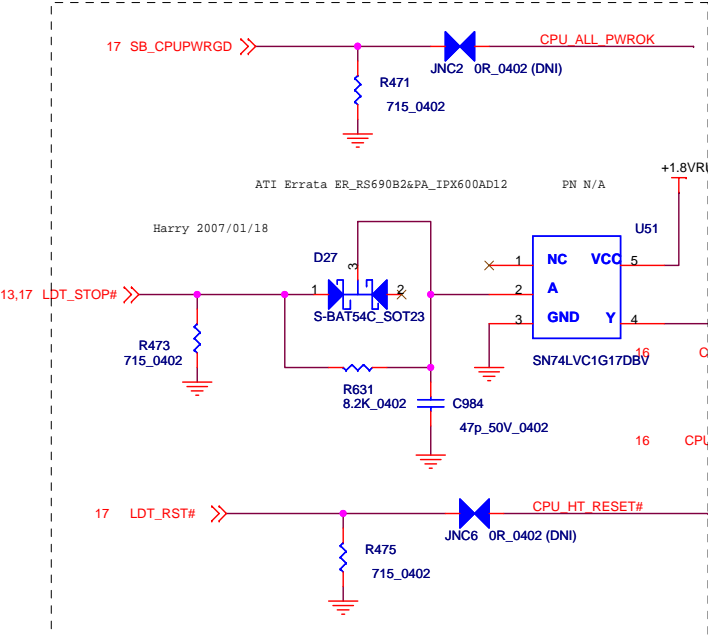 17 SB_CPUPWRGD
CPU_ALL_PWROK
JNC2 0R_0402 (DNI)
R471
715_0402
+1.8VRU
ATI Errata ER_RS690B2&PA_IPX600AD12 PN N/A
Harry 2007/01/18
U51
D27
3
1 NC VCC 5
13,17 LDT_STOP#
1 2
2 A
S-BAT54C_SOT23
3 GND Y 4
R473
715_0402
16 C
SN74LVC1G17DBV
R631
8.2K_0402
C984
47p_50V_0402
16 CPU
17 LDT_RST#
CPU_HT_RESET#
JNC6 0R_0402 (DNI)
R475
715_0402